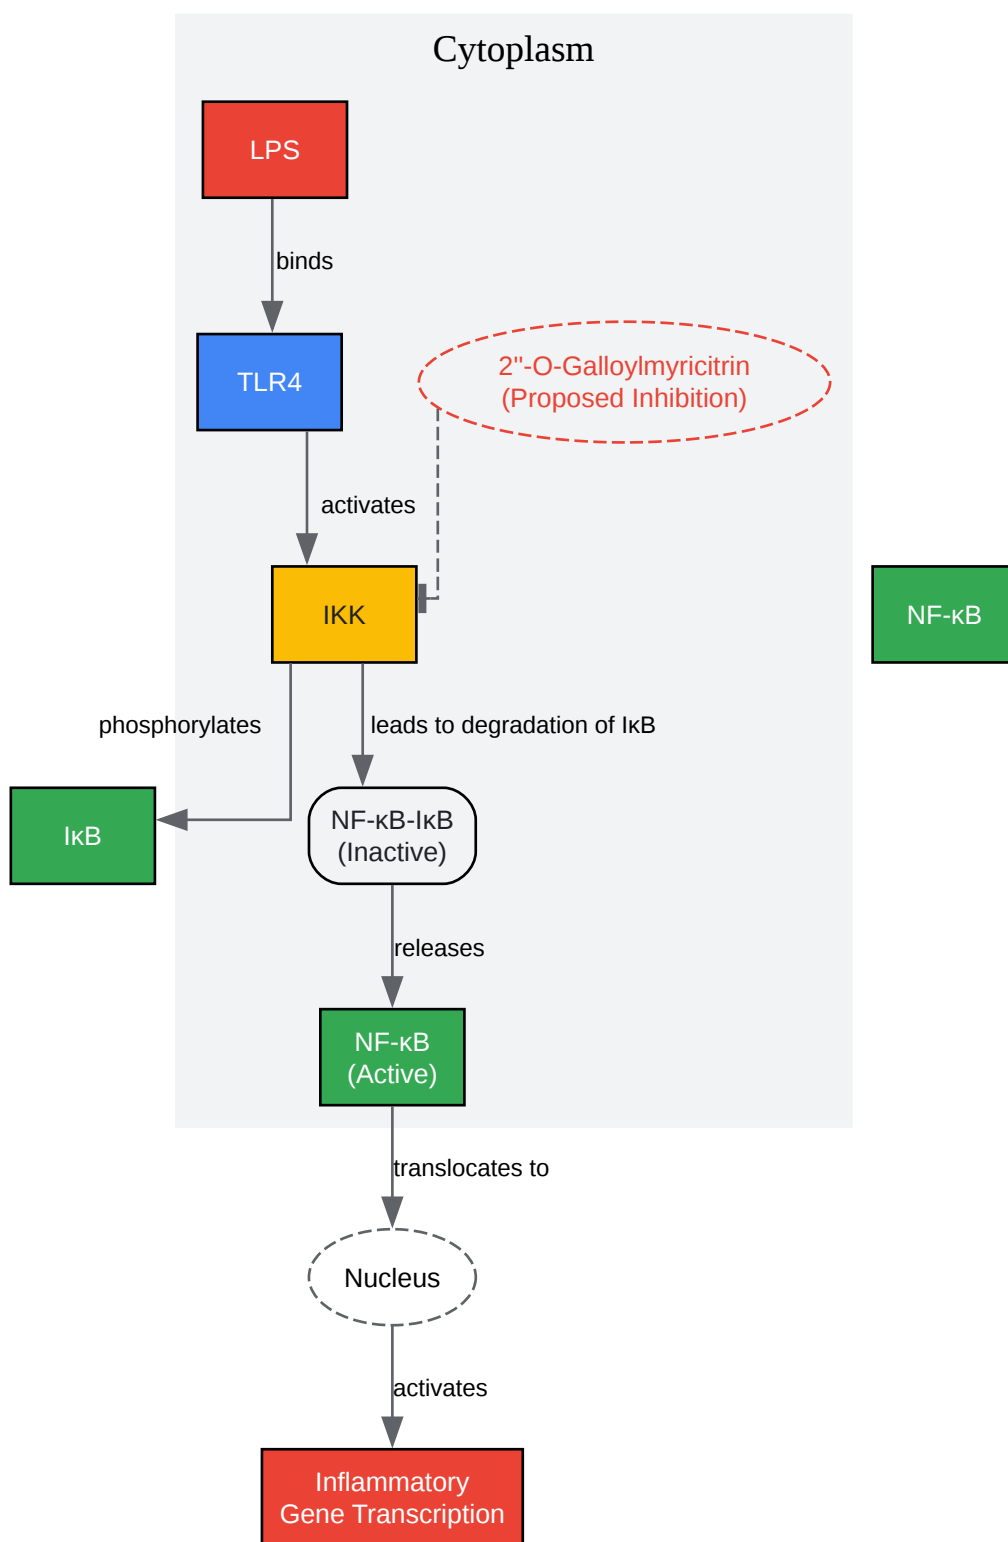 Cytoplasm
LPS
binds
TLR4
2"-O-Galloylmyricitrin
(Proposed Inhibition)
activates
IKK
NF-κB
phosphorylates
leads to degradation of IκB
IκB
NF-κB-IκB
(Inactive)
releases
NF-κB
(Active)
translocates to
Nucleus
activates
Inflammatory
Gene Transcription